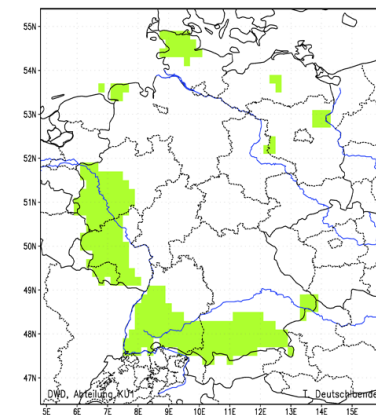 55N
54N
53N
52N
51N
50N
49N
48N
47N
DWD, Abteilung KU1 T. Deutschlaender
5E 6E 7E 8E 9E 10E 11E 12E 13E 14E 15E